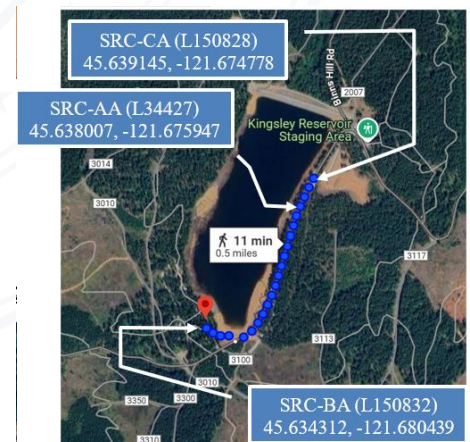 SRC-CA (L150828)
45.639145, -121.674778
SRC-AA (L34427)
45.638007, -121.675947
Binns Hill Rd
2007
Kingsley Reservoir
Staging Area
3014
3010
11 min
0.5 miles
3117
3113
3100
3010
3350
3300
3310
SRC-BA (L150832)
45.634312, -121.680439